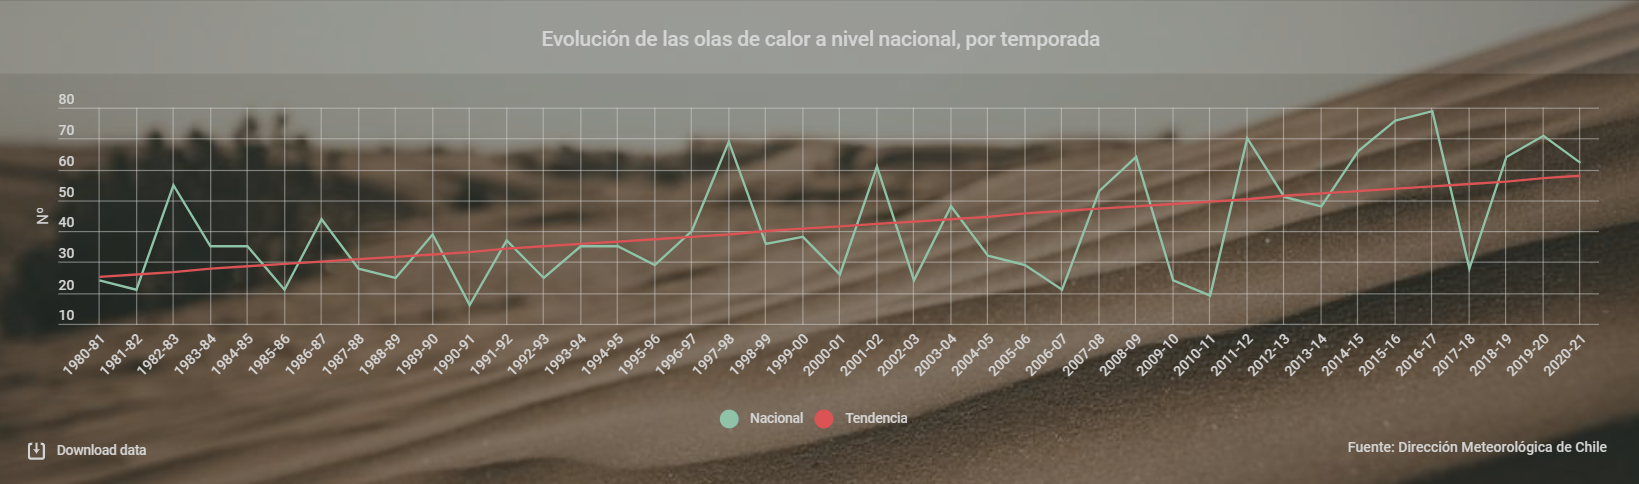 Evolución de las olas de calor a nivel nacional, por temporada
80
70
60
50
40
30
20
10
Nº
1980-81 1981-82 1982-83 1983-84 1984-85 1985-86 1986-87 1987-88 1988-89 1989-90 1990-91 1991-92 1992-93 1993-94 1994-95 1995-96 1996-97 1997-98 1998-99 1999-00 2000-01 2001-02 2002-03 2003-04 2004-05 2005-06 2006-07 2007-08 2008-09 2009-10 2010-11 2011-12 2012-13 2013-14 2014-15 2015-16 2016-17 2017-18 2018-19 2019-20 2020-21
Nacional Tendencia
Download data
Fuente: Dirección Meteorológica de Chile